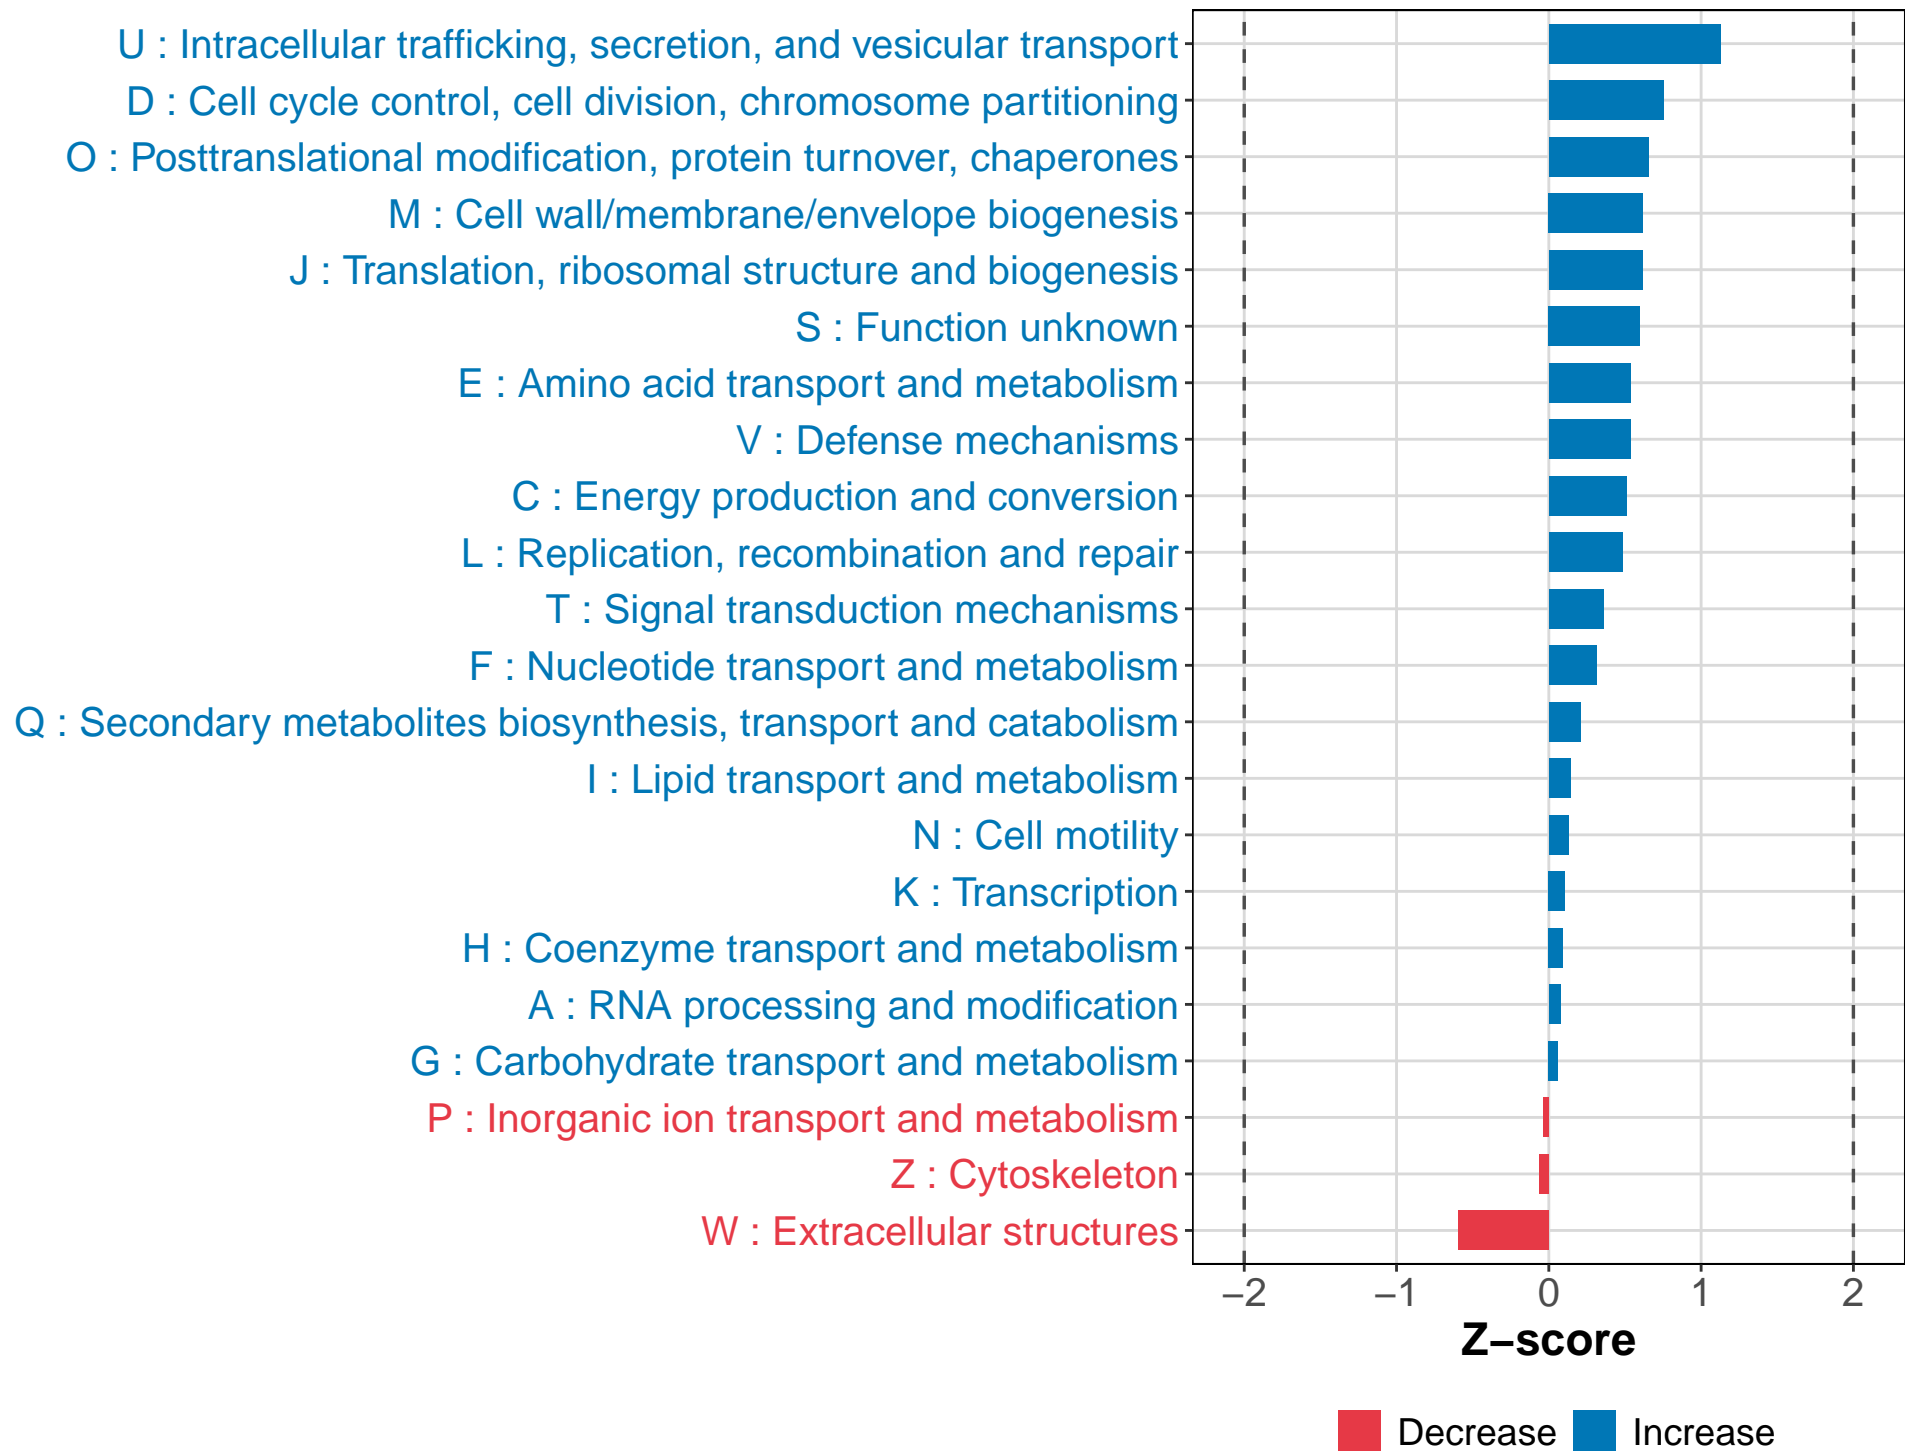 U : Intracellular trafficking, secretion, and vesicular transport
D : Cell cycle control, cell division, chromosome partitioning
O : Posttranslational modification, protein turnover, chaperones
M : Cell wall/membrane/envelope biogenesis
J : Translation, ribosomal structure and biogenesis
S : Function unknown
E : Amino acid transport and metabolism
V : Defense mechanisms
C : Energy production and conversion
L : Replication, recombination and repair
T : Signal transduction mechanisms
F : Nucleotide transport and metabolism
Q : Secondary metabolites biosynthesis, transport and catabolism
I : Lipid transport and metabolism
N : Cell motility
K : Transcription
H : Coenzyme transport and metabolism
A : RNA processing and modification
G : Carbohydrate transport and metabolism
P : Inorganic ion transport and metabolism
Z : Cytoskeleton
W : Extracellular structures
−2 −1 0 1 2
Z−score
Decrease Increase